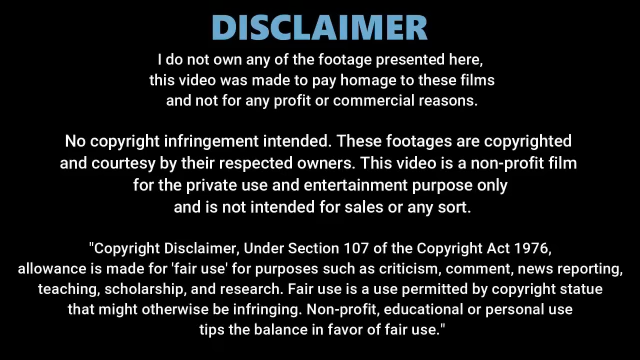 DISCLAIMER
I do not own any of the footage presented here,
this video was made to pay homage to these films
and not for any profit or commercial reasons.
No copyright infringement intended. These footages are copyrighted
and courtesy by their respected owners. This video is a non-profit film
for the private use and entertainment purpose only
and is not intended for sales or any sort.
"Copyright Disclaimer, Under Section 107 of the Copyright Act 1976,
allowance is made for 'fair use' for purposes such as criticism, comment, news reporting,
teaching, scholarship, and research. Fair use is a use permitted by copyright statue
that might otherwise be infringing. Non-profit, educational or personal use
tips the balance in favor of fair use."